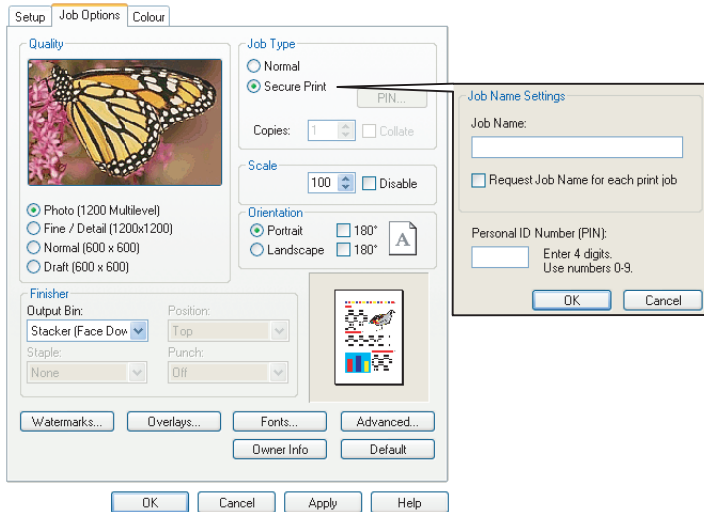 Setup Job Options Colour
Quality
Photo (1200 Multilevel)
Fine / Detail (1200x1200)
Normal (600 x 600)
Draft (600 x 600)
Job Type
Normal
Secure Print
PIN...
Copies: 1 Collate
Scale
100 Disable
Orientation
Portrait 180°
Landscape 180°
A
Finisher
Output Bin: Position:
Stacker (Face Dow Top
Staple: Punch:
None Off
Watermarks... Overlays... Fonts... Advanced...
Owner Info Default
OK Cancel Apply Help
Job Name Settings
Job Name:
Request Job Name for each print job
Personal ID Number (PIN):
Enter 4 digits.
Use numbers 0-9.
OK Cancel